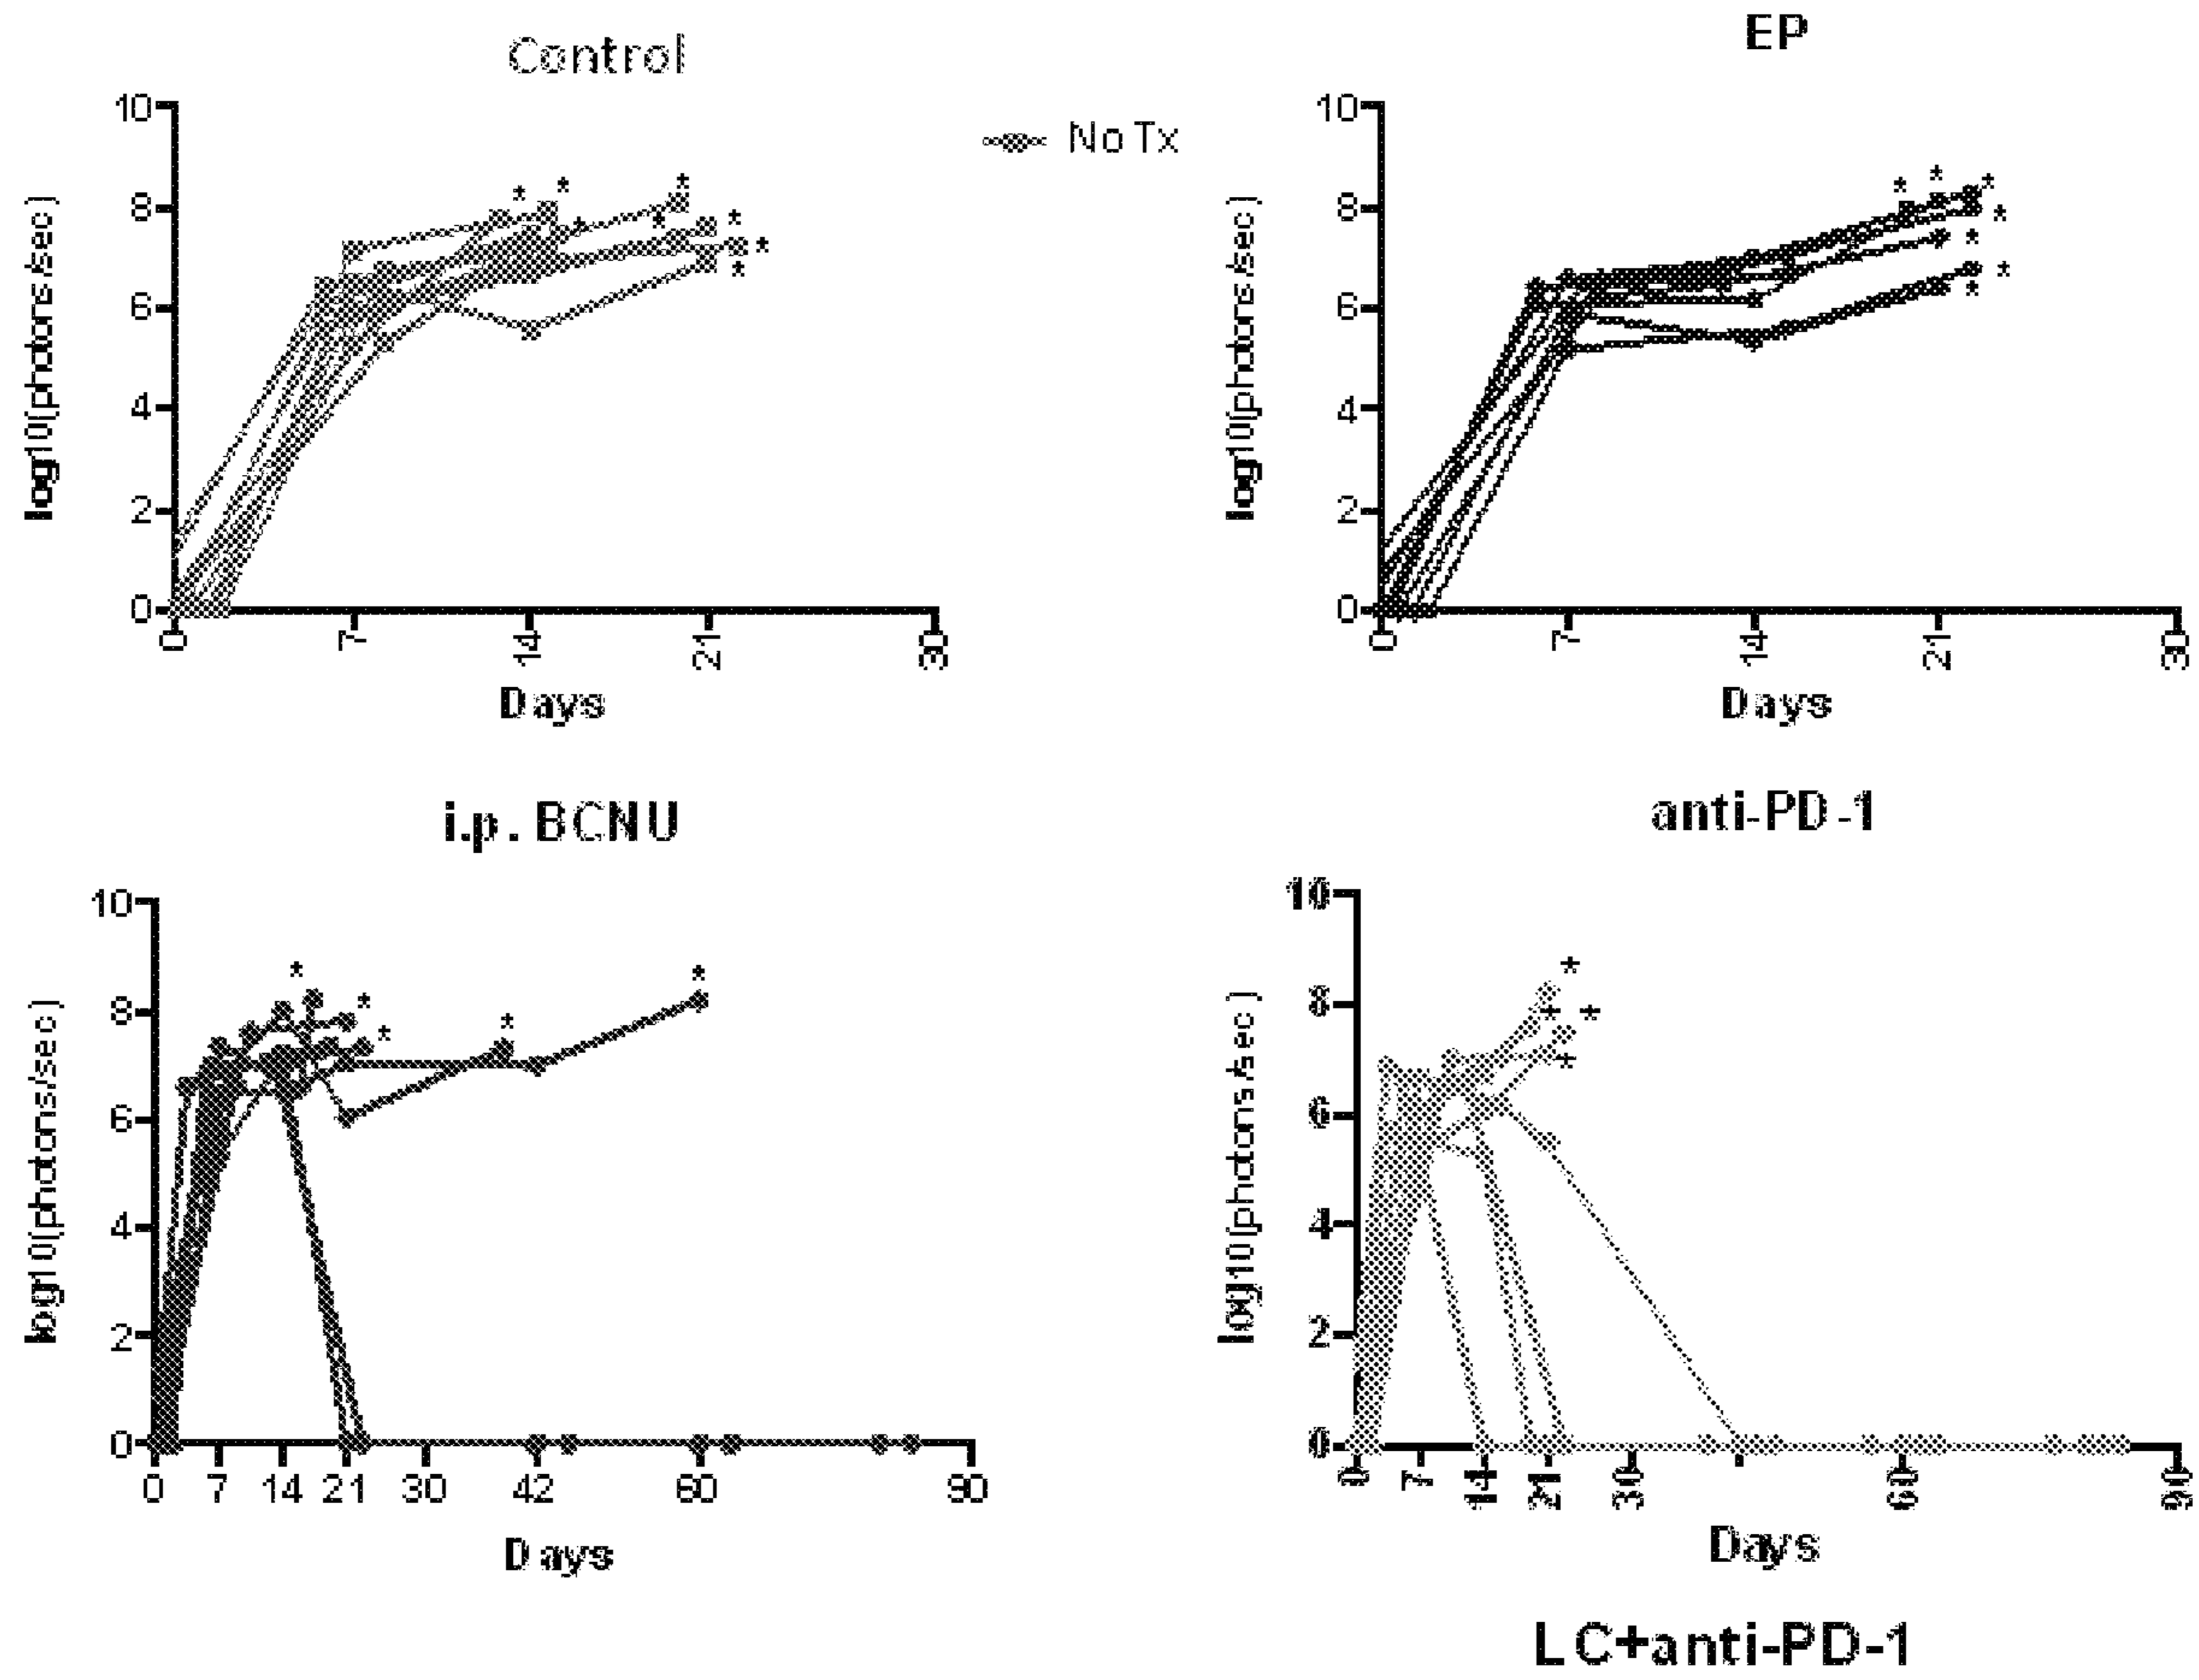 Control
No Tx
log10(photons/sec)
10
8
6
4
2
0
0 7 14 21 30
Days
EP
log10(photons/sec)
10
8
6
4
2
0
0 7 14 21 30
Days
i.p. BCNU
log10(photons/sec)
10
8
6
4
2
0
0 7 14 21 30 42 60 90
Days
anti-PD-1
log10(photons/sec)
10
8
6
4
2
0
0 7 14 21 30 60 90
Days
LC+anti-PD-1